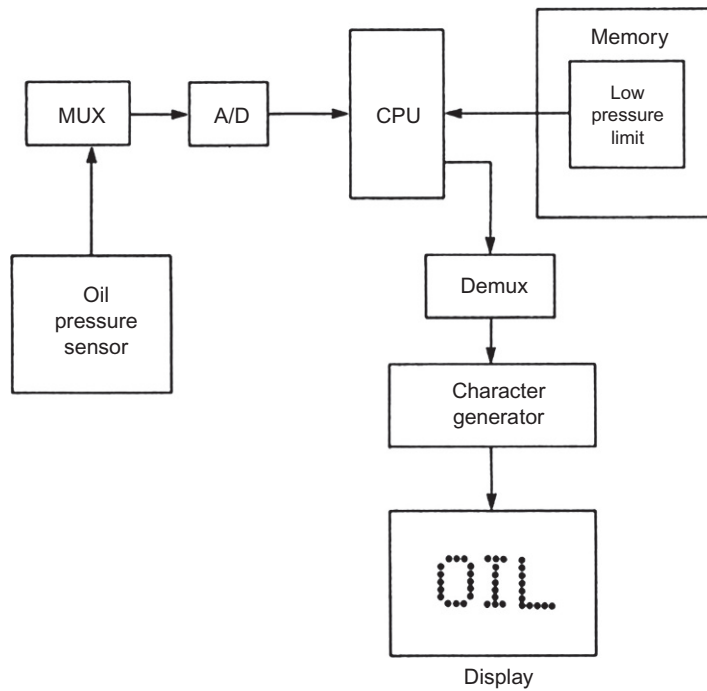 Memory
Low
pressure
limit
MUX
A/D
CPU
Oil
pressure
sensor
Demux
Character
generator
OIL
Display